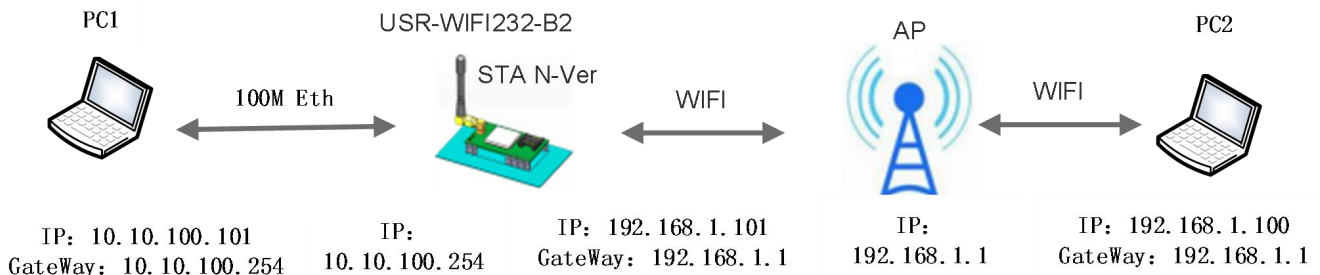 PC1
USR-WIFI232-B2
AP
PC2
STA N-Ver
100M Eth
WIFI
WIFI
IP: 10.10.100.101
GateWay: 10.10.100.254
IP:
10.10.100.254
IP: 192.168.1.101
GateWay: 192.168.1.1
IP:
192.168.1.1
IP: 192.168.1.100
GateWay: 192.168.1.1